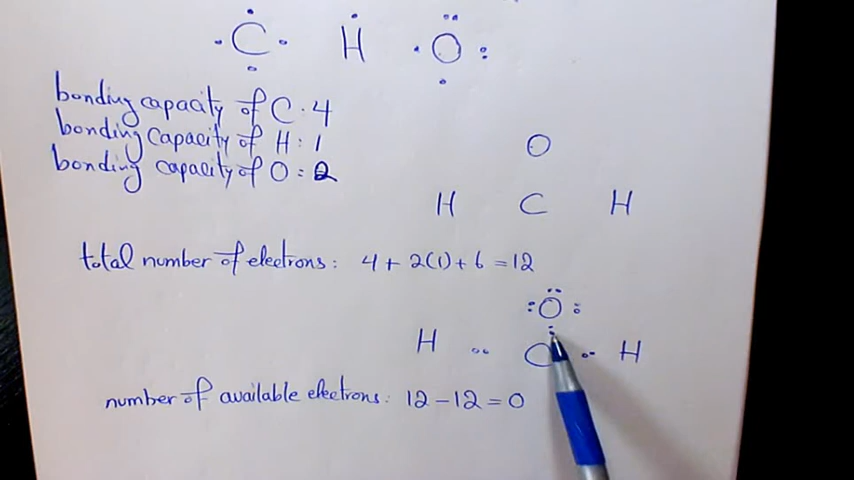 C H O
bonding capacity of C . 4
bonding capacity of H : 1
bonding capacity of O = 2
O
H C H
total number of electrons : 4 + 2(1) + 6 = 12
:O:
H .. C .. H
number of available electrons : 12 - 12 = 0